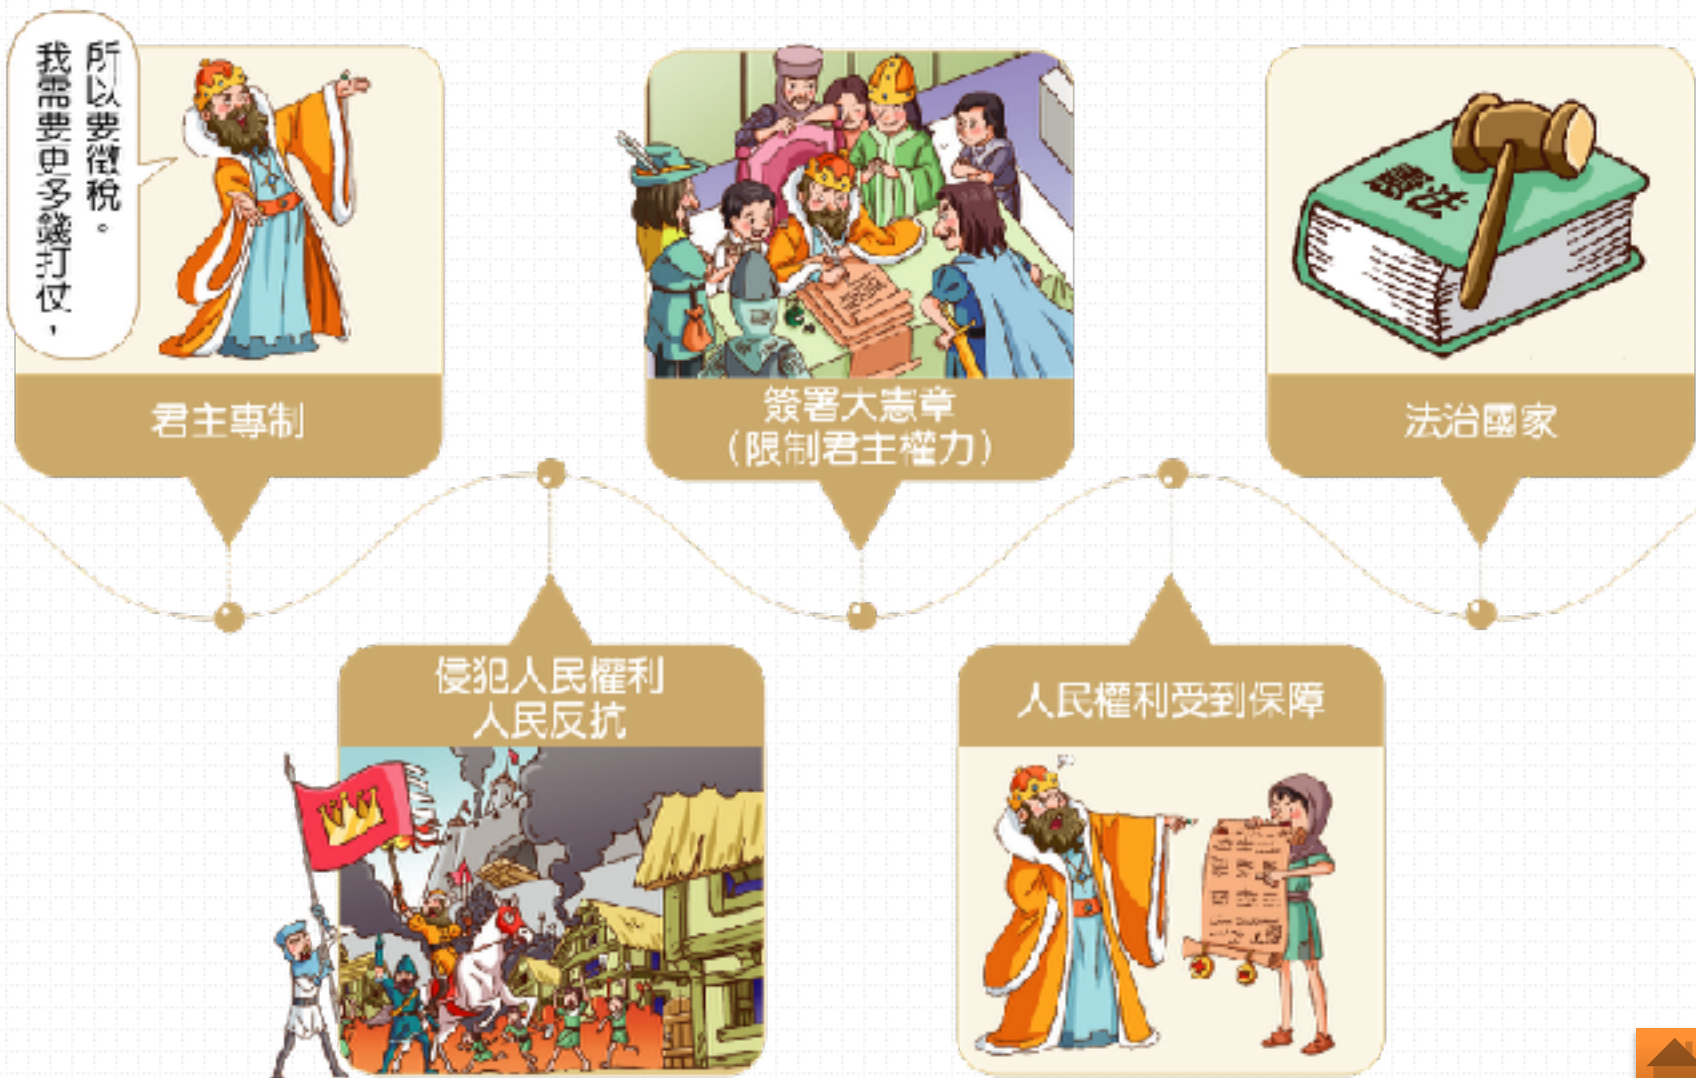 我需要更多錢打仗，
所以要徵稅。
君主專制
侵犯人民權利
人民反抗
簽署大憲章
（限制君主權力）
人民權利受到保障
憲法
法治國家